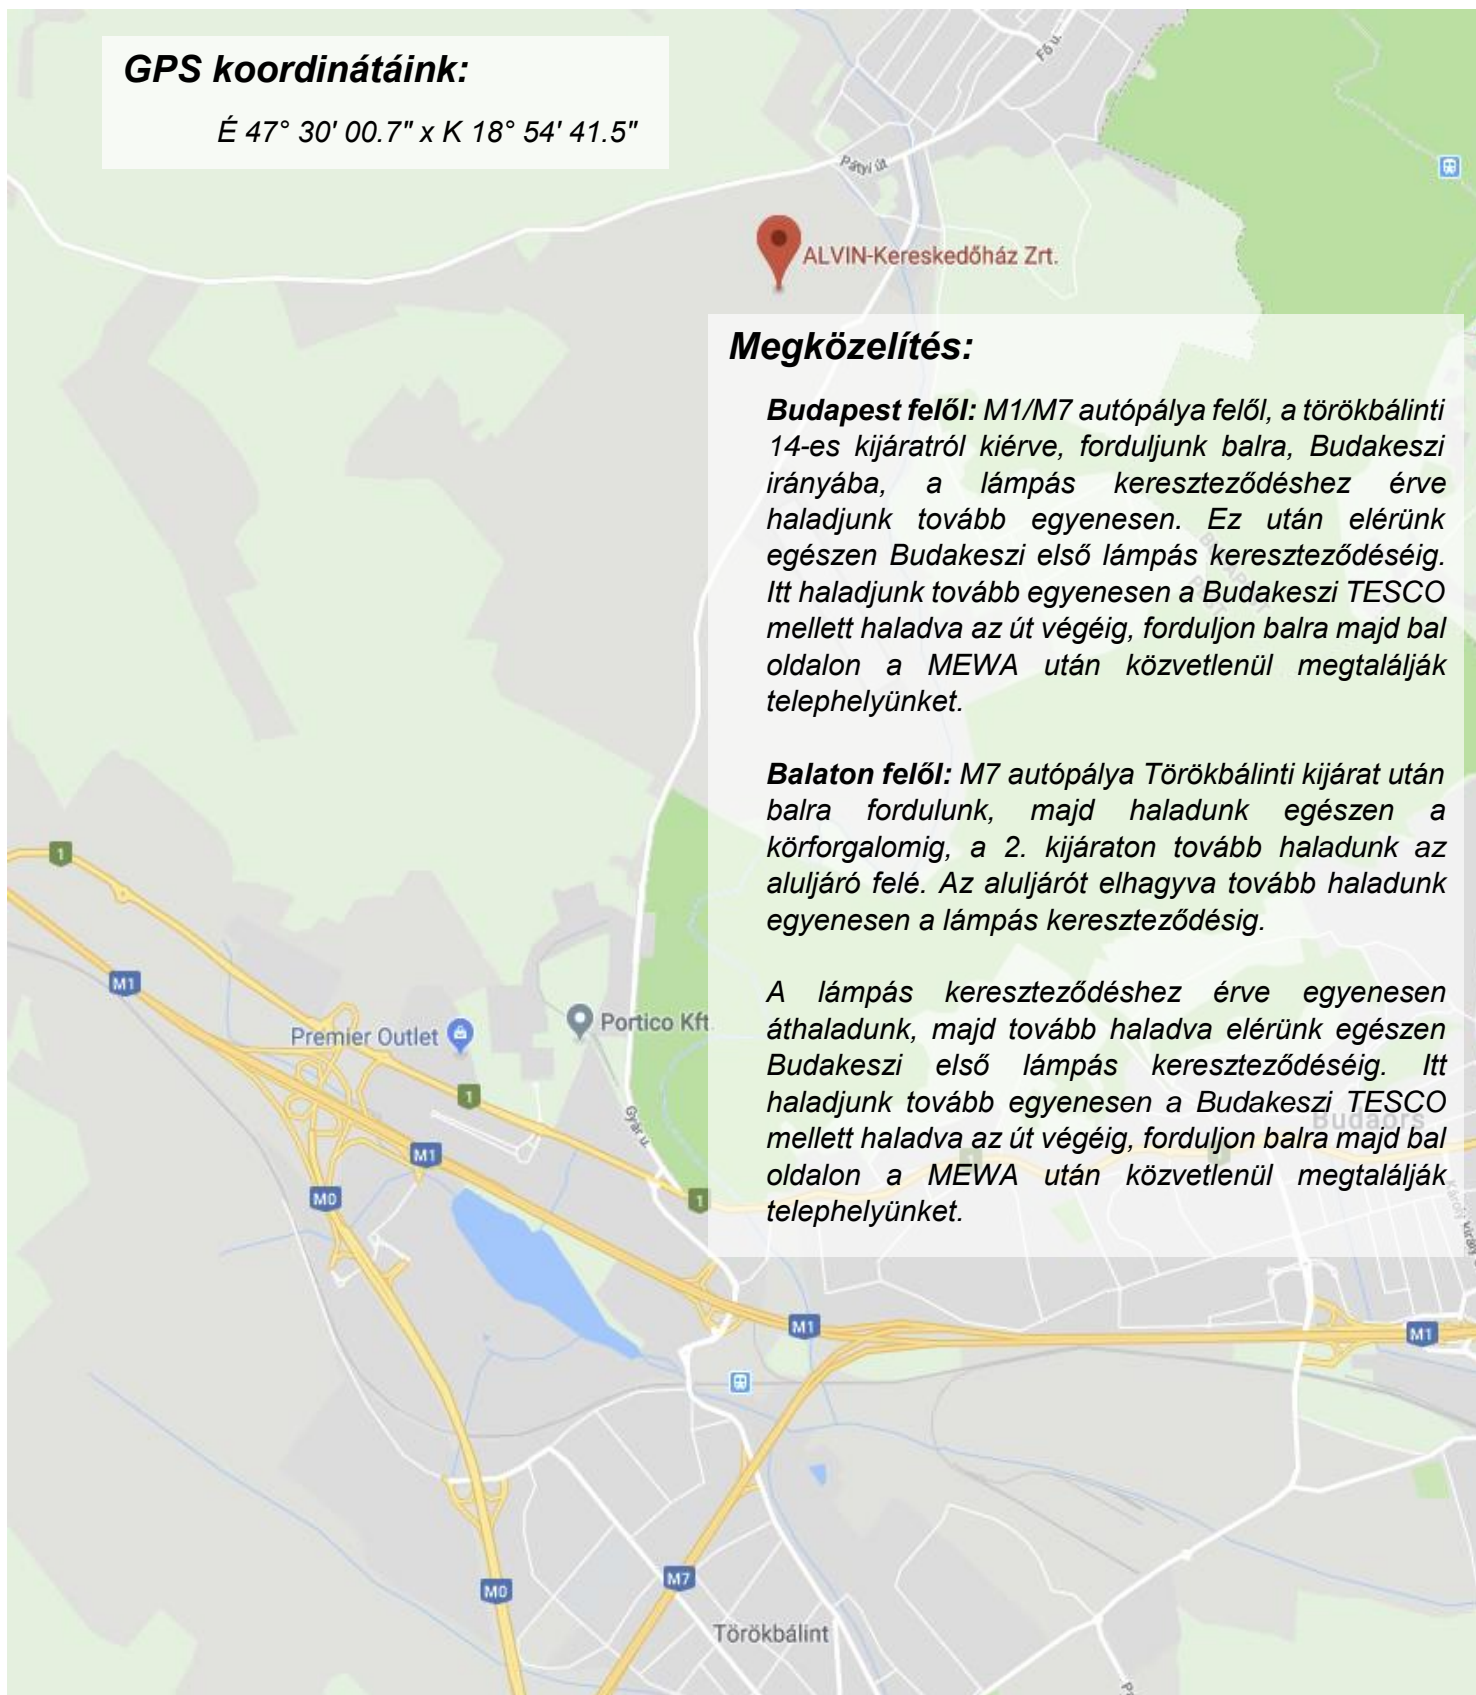 GPS koordinátáink:
É 47° 30' 00.7" x K 18° 54' 41.5"
Fő u.
Pátyi út
ALVIN-Kereskedőház Zrt.
Megközelítés:
Budapest felől: M1/M7 autópálya felől, a törökbálinti
14-es kijáratról kiérve, forduljunk balra, Budakeszi
irányába, a lámpás kereszteződéshez érve
haladjunk tovább egyenesen. Ez után elérünk
egészen Budakeszi első lámpás kereszteződéséig.
Itt haladjunk tovább egyenesen a Budakeszi TESCO
mellett haladva az út végéig, forduljon balra majd bal
oldalon a MEWA után közvetlenül megtalálják
telephelyünket.
Balaton felől: M7 autópálya Törökbálinti kijárat után
balra fordulunk, majd haladunk egészen a
körforgalomig, a 2. kijáraton tovább haladunk az
aluljáró felé. Az aluljárót elhagyva tovább haladunk
egyenesen a lámpás kereszteződésig.
A lámpás kereszteződéshez érve egyenesen
áthaladunk, majd tovább haladva elérünk egészen
Budakeszi első lámpás kereszteződéséig. Itt
haladjunk tovább egyenesen a Budakeszi TESCO
mellett haladva az út végéig, forduljon balra majd bal
oldalon a MEWA után közvetlenül megtalálják
telephelyünket.
1
M1
Premier Outlet
Portico Kft.
1
Gyár u.
M1
M0
1
1
1
Budaörs
M1
M1
M7
M0
Törökbálint